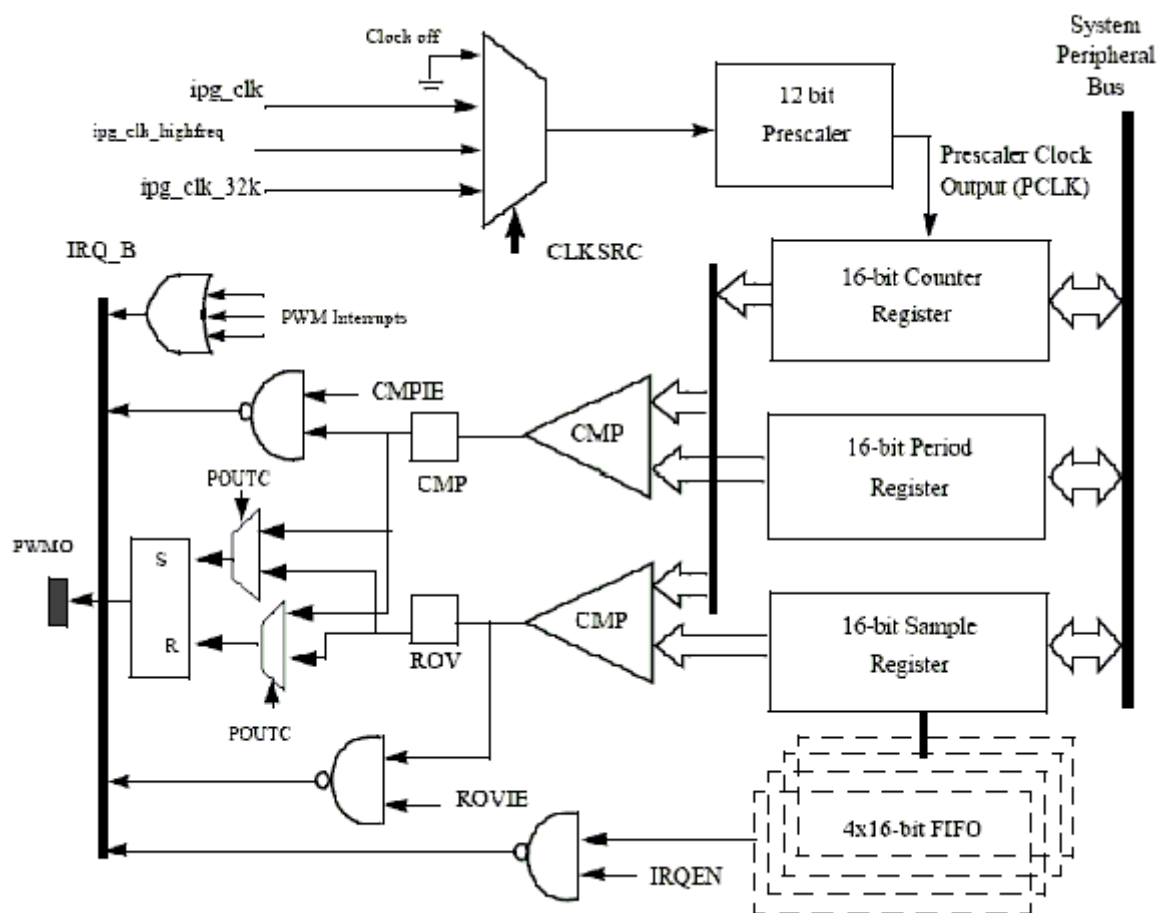 System
Peripheral
Bus
Clock off
ipg_clk
ipg_clk_highfreq
ipg_clk_32k
12 bit
Prescaler
Prescaler Clock
Output (PCLK)
CLKSRC
IRQ_B
PWM Interrupts
16-bit Counter
Register
CMPIE
CMP
CMP
16-bit Period
Register
POUTC
PWMO
S
R
ROV
CMP
16-bit Sample
Register
POUTC
ROVIE
4x16-bit FIFO
IRQEN